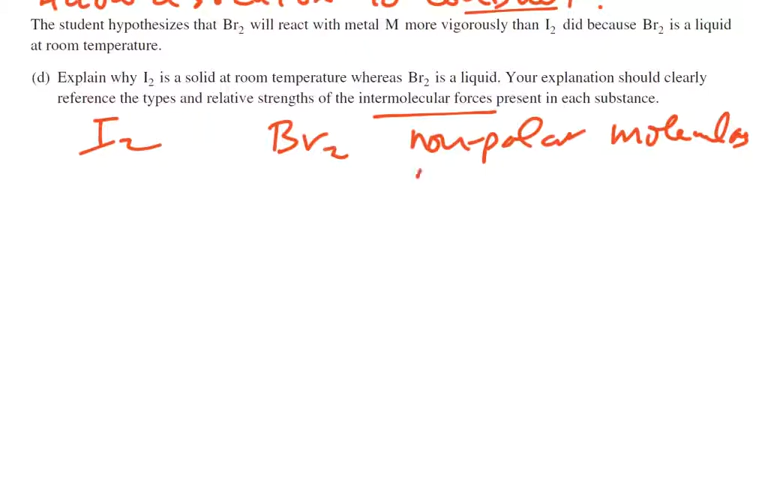 The student hypothesizes that Br₂ will react with metal M more vigorously than I₂ did because Br₂ is a liquid
at room temperature.
(d) Explain why I₂ is a solid at room temperature whereas Br₂ is a liquid. Your explanation should clearly
reference the types and relative strengths of the intermolecular forces present in each substance.
I₂ Br₂ non-polar molecules